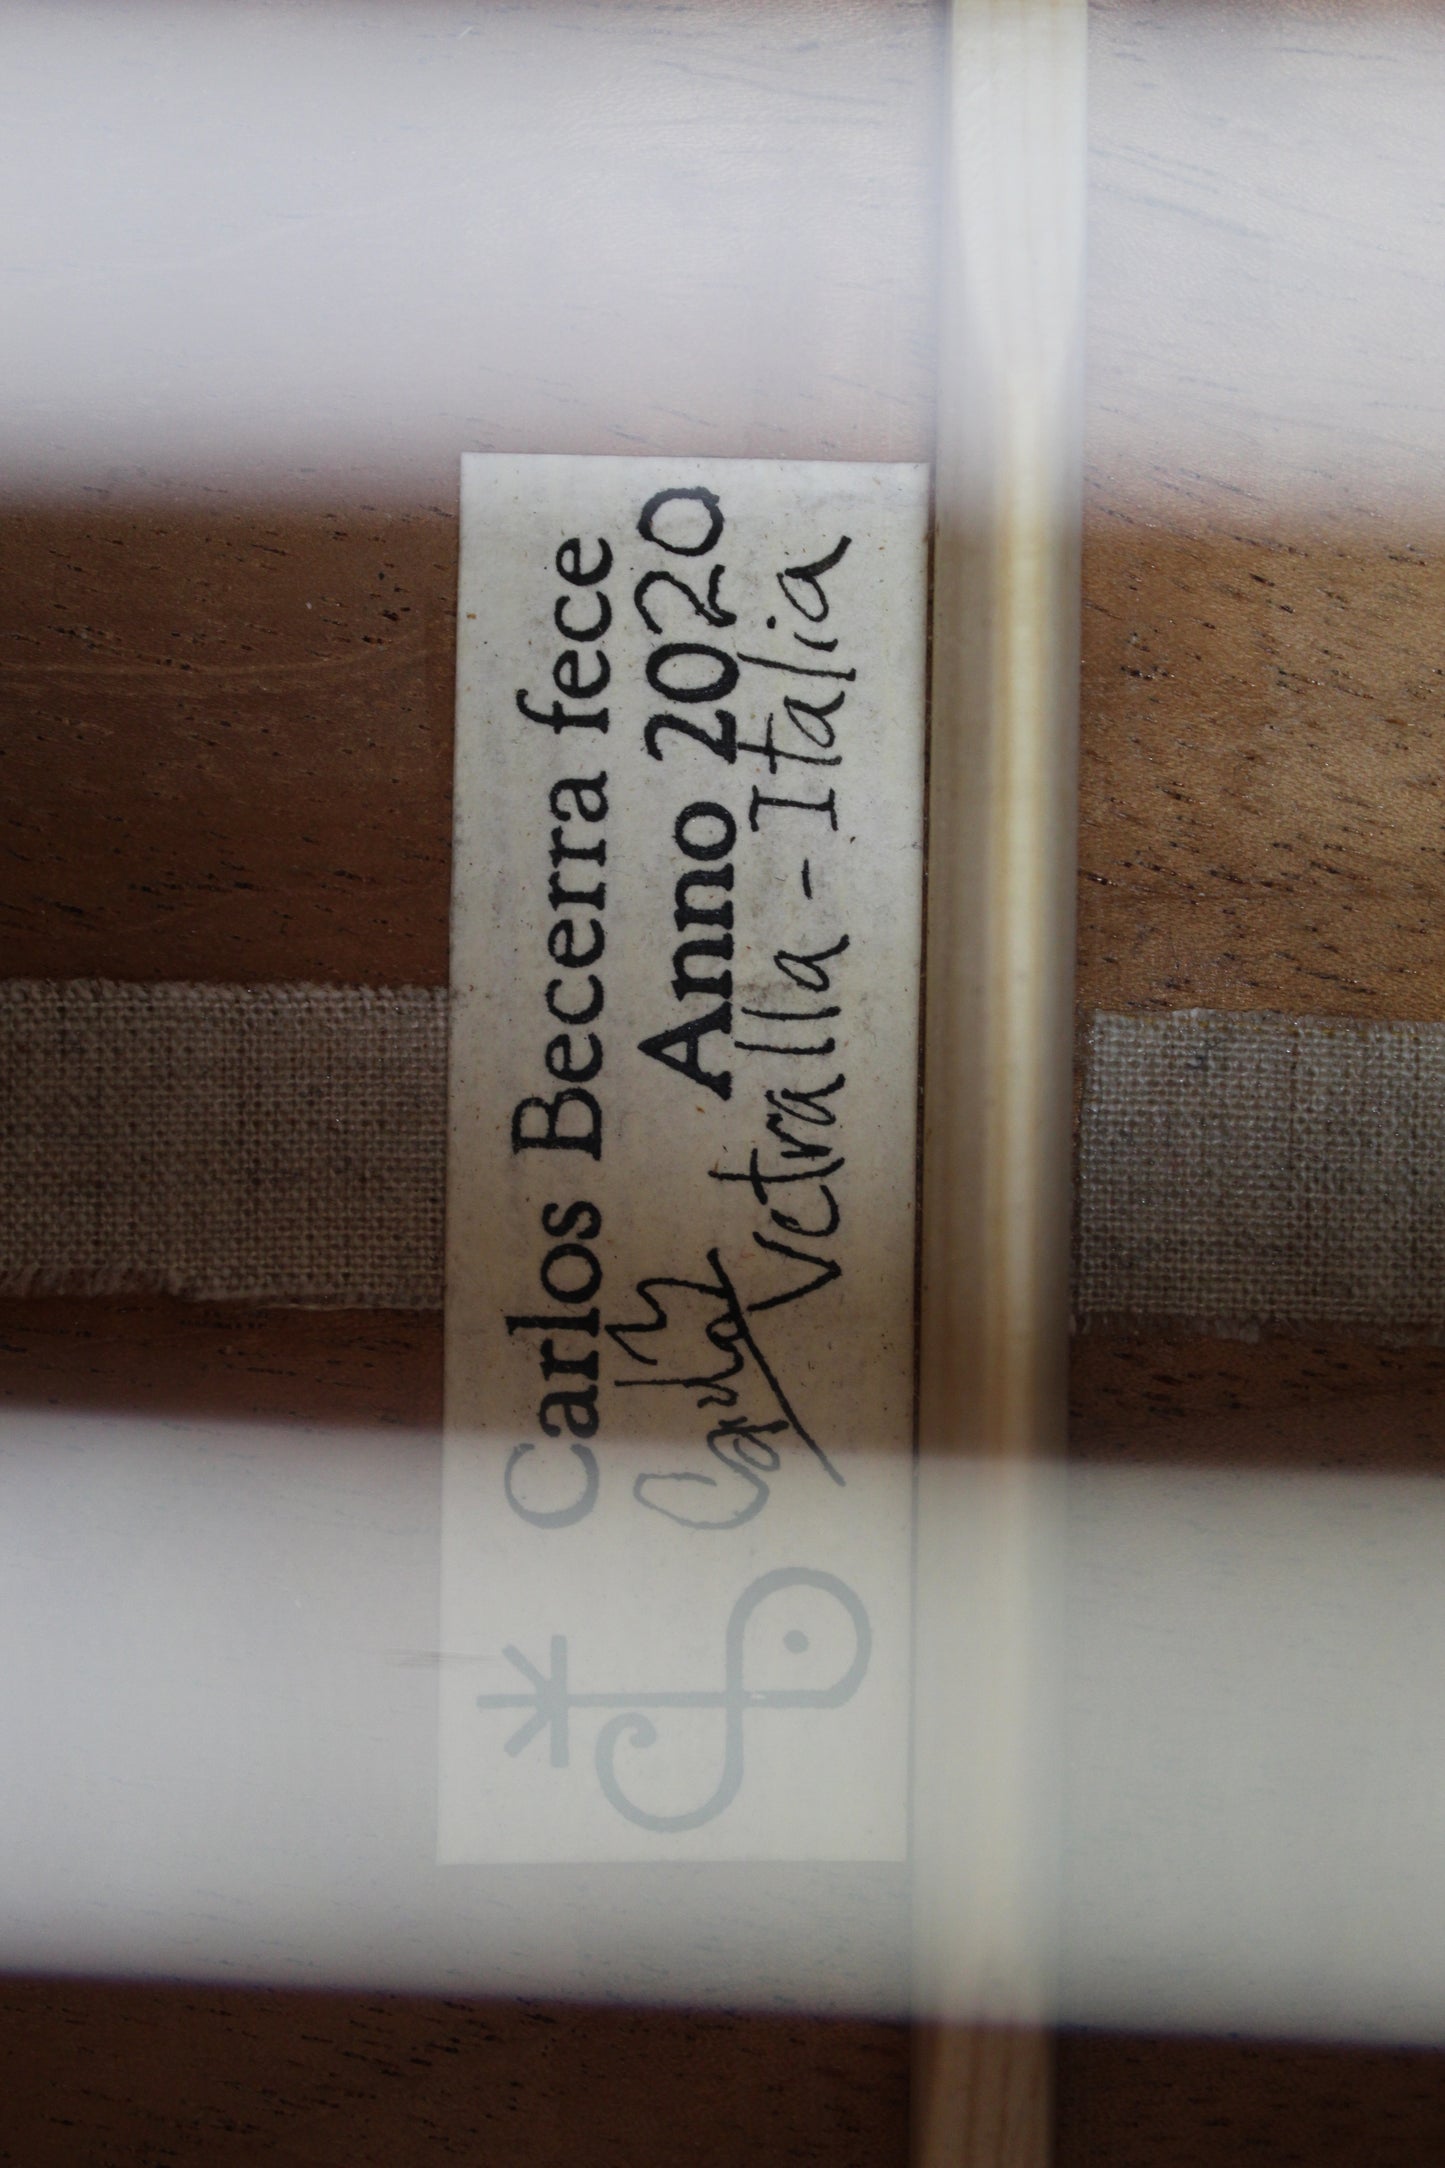 Carlos Becerra fece
Anno 2020
Vetralla - Italia